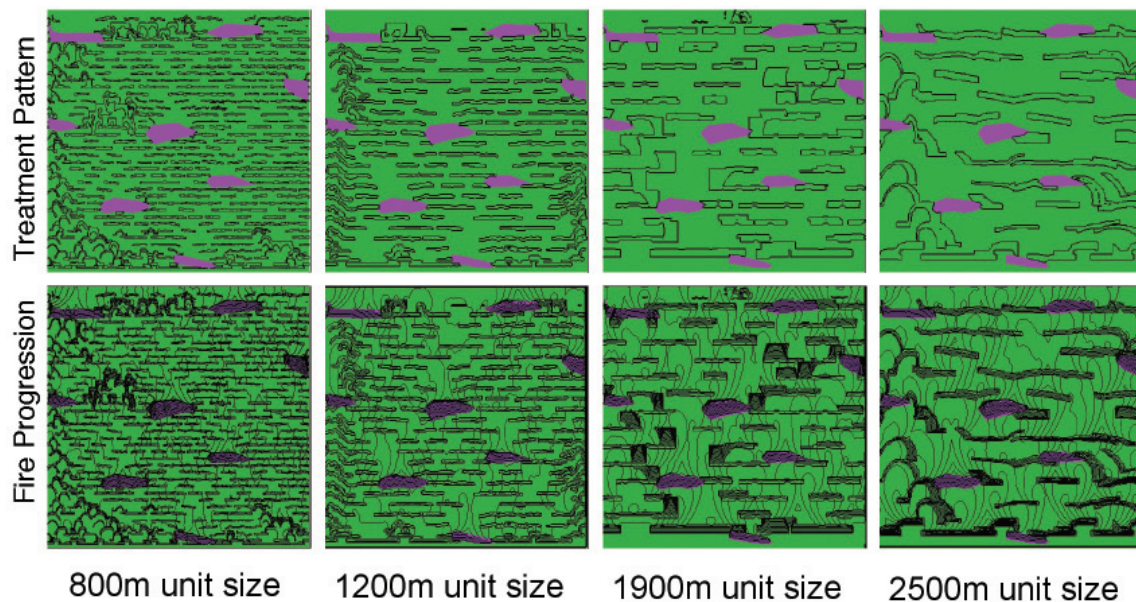 Treatment Pattern
Fire Progression
800m unit size
1200m unit size
1900m unit size
2500m unit size